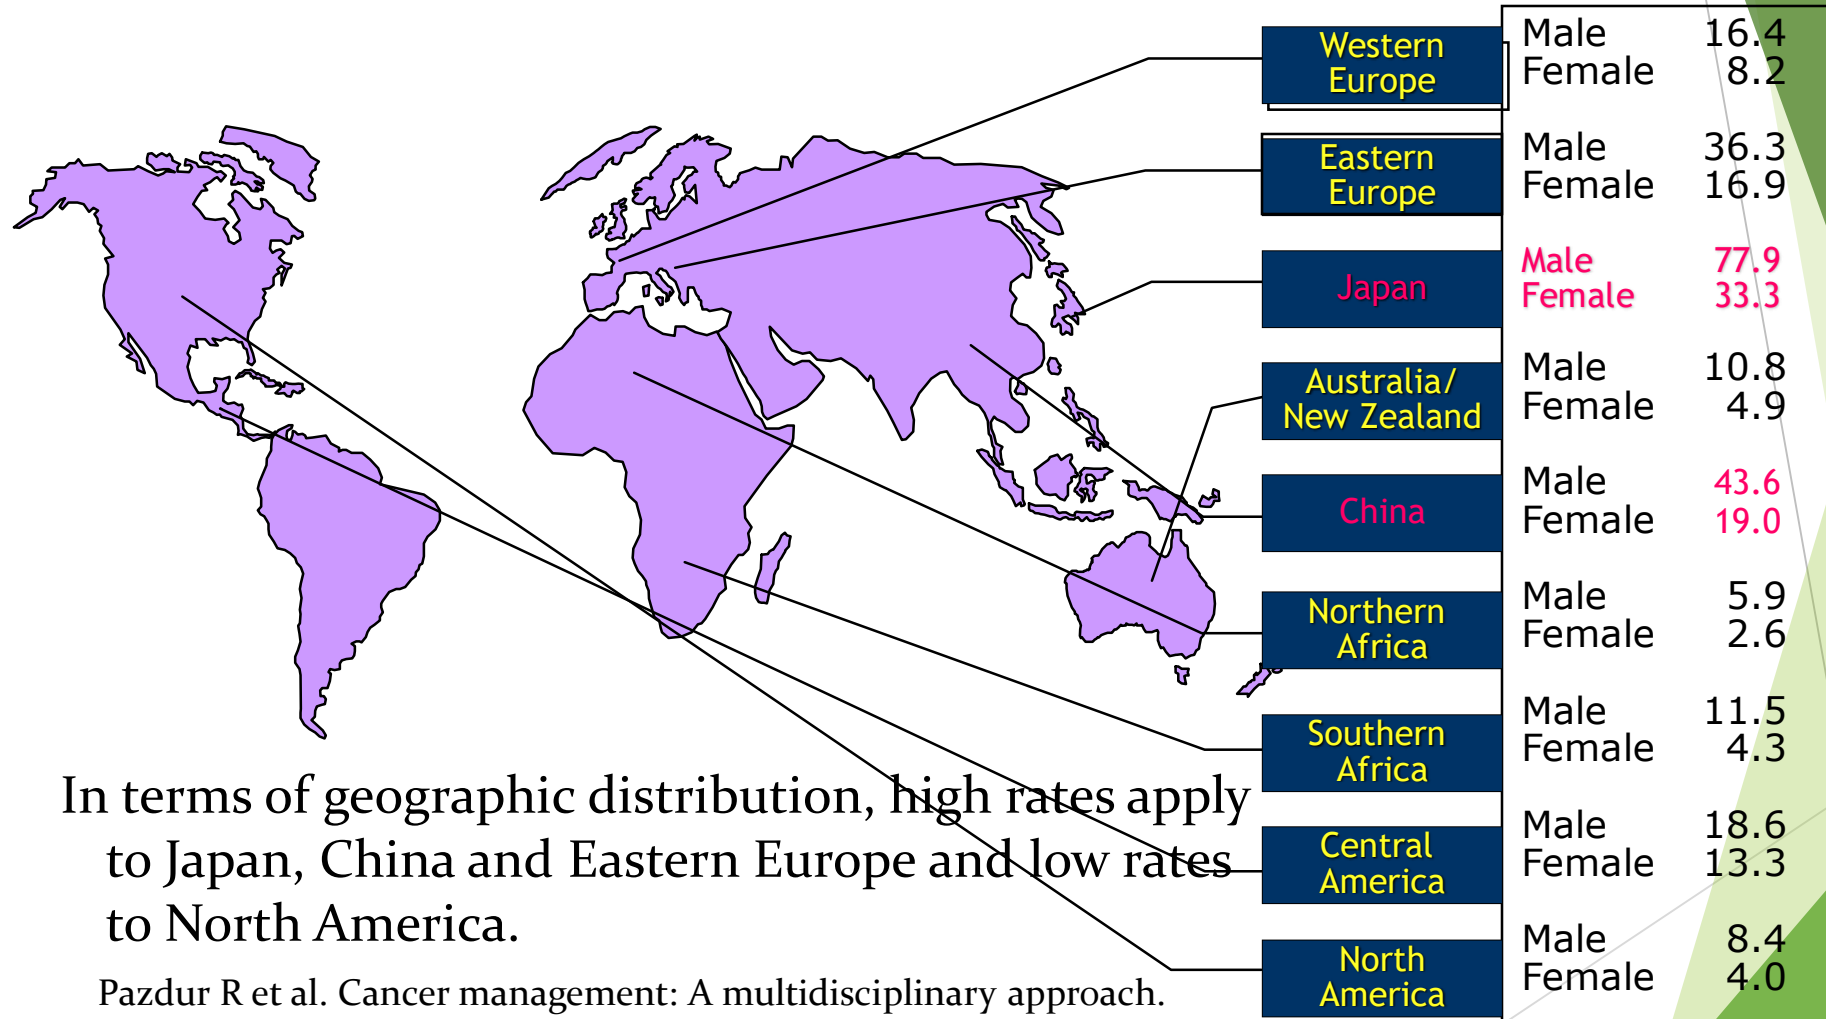 Western
Europe
Male 16.4
Female 8.2
Eastern
Europe
Male 36.3
Female 16.9
Japan
Male 77.9
Female 33.3
Australia/
New Zealand
Male 10.8
Female 4.9
China
Male 43.6
Female 19.0
Northern
Africa
Male 5.9
Female 2.6
Southern
Africa
Male 11.5
Female 4.3
Central
America
Male 18.6
Female 13.3
North
America
Male 8.4
Female 4.0
In terms of geographic distribution, high rates apply
to Japan, China and Eastern Europe and low rates
to North America.
Pazdur R et al. Cancer management: A multidisciplinary approach.